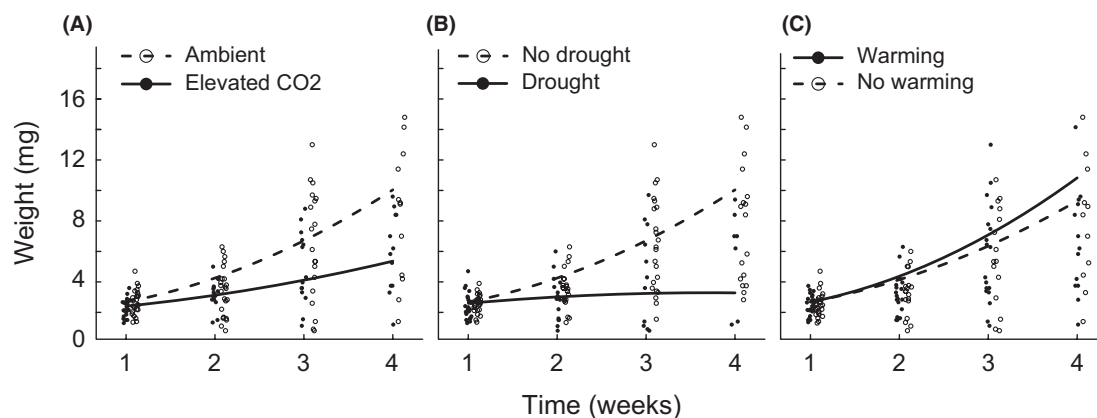 (A) (B) (C)
Ambient
Elevated CO2
No drought
Drought
Warming
No warming
Weight (mg)
16
12
8
4
0
1 2 3 4
1 2 3 4
1 2 3 4
Time (weeks)